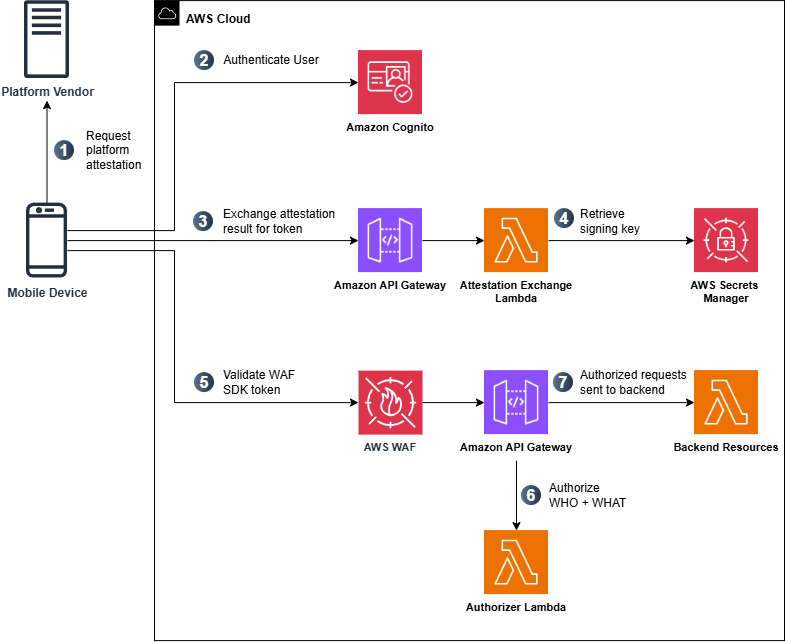 AWS Cloud
Platform Vendor
1
Request
platform
attestation
2
Authenticate User
Amazon Cognito
Mobile Device
3
Exchange attestation
result for token
Amazon API Gateway
</>
Attestation Exchange
Lambda
4
Retrieve
signing key
AWS Secrets
Manager
5
Validate WAF
SDK token
AWS WAF
</>
Amazon API Gateway
7
Authorized requests
sent to backend
Backend Resources
6
Authorize
WHO + WHAT
Authorizer Lambda